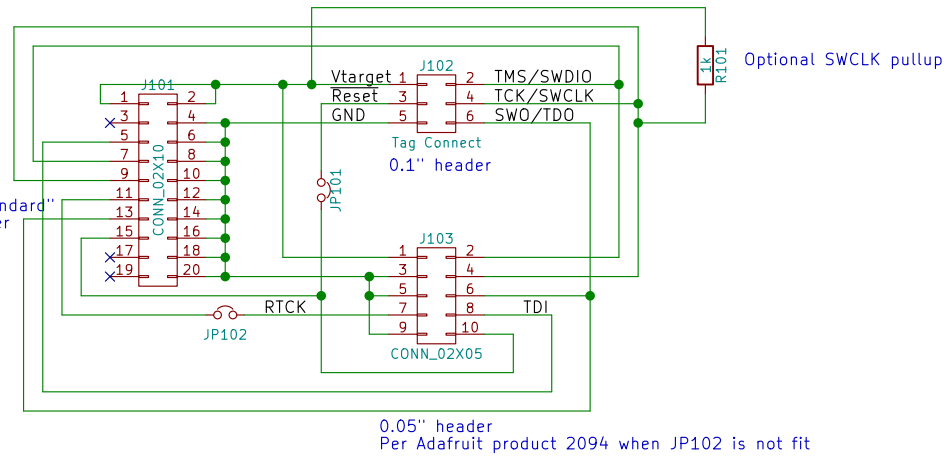 J102
Optional SWCLK pullup
1k
R101
J101
Vtarget 1 2 TMS/SWDIO
Reset 3 4 TCK/SWCLK
GND 5 6 SWO/TDO
Tag Connect
0.1" header
1 2
3 4
5 6
7 8
9 10
11 12
13 14
15 16
17 18
19 20
CONN_02X10
JP101
J103
1 2
3 4
5 6
RTCK 7 8 TDI
9 10
JP102
CONN_02X05
0.05" header
Per Adafruit product 2094 when JP102 is not fit